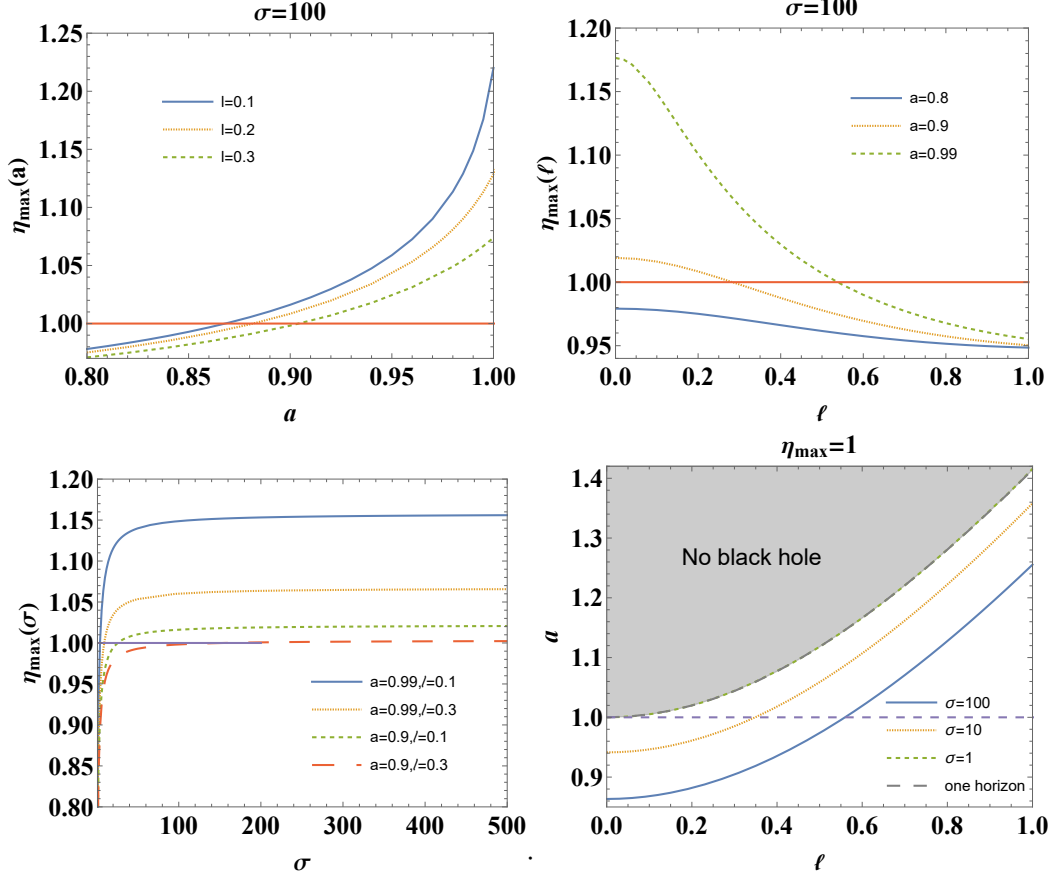 σ=100
η_max(a)
1.25
1.20
1.15
1.10
1.05
1.00
0.80
0.85
0.90
0.95
1.00
a
l=0.1
l=0.2
l=0.3
σ=100
η_max(ℓ)
1.20
1.15
1.10
1.05
1.00
0.95
0.0
0.2
0.4
0.6
0.8
1.0
ℓ
a=0.8
a=0.9
a=0.99
η_max(σ)
1.20
1.15
1.10
1.05
1.00
0.95
0.90
0.85
0.80
100
200
300
400
500
σ
a=0.99,l=0.1
a=0.99,l=0.3
a=0.9,l=0.1
a=0.9,l=0.3
.
η_max=1
a
1.4
1.3
1.2
1.1
1.0
0.9
0.0
0.2
0.4
0.6
0.8
1.0
ℓ
No black hole
σ=100
σ=10
σ=1
one horizon